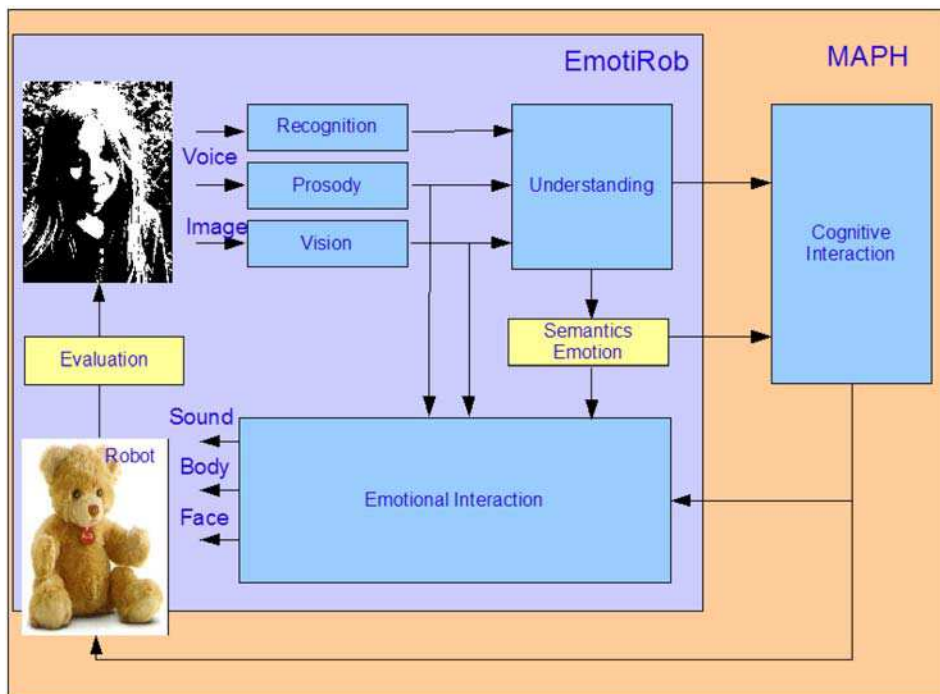 EmotiRob
MAPH
Recognition
Voice
Prosody
Understanding
Image
Vision
Cognitive
Interaction
Semantics
Emotion
Evaluation
Sound
Robot
Body
Emotional Interaction
Face